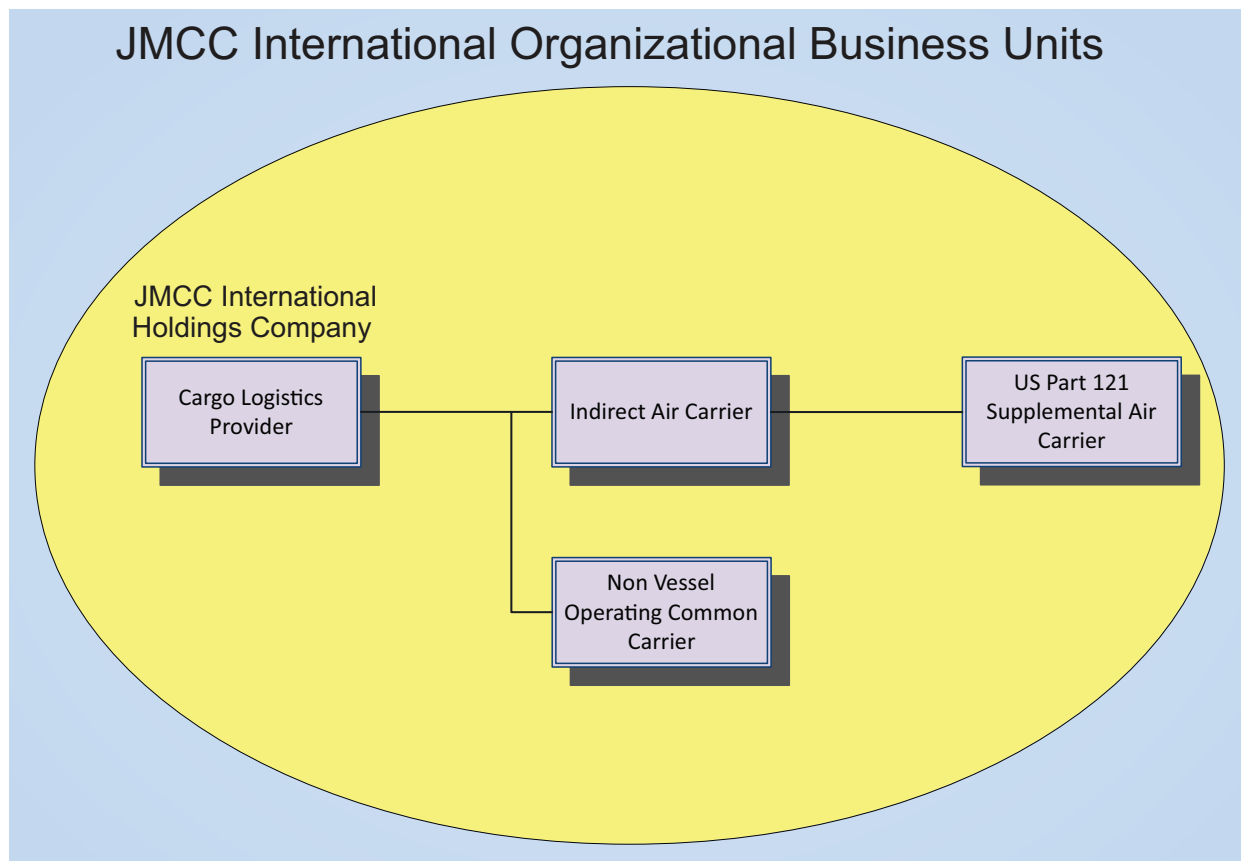 JMCC International Organizational Business Units
JMCC International
Holdings Company
Cargo Logistics
Provider
Indirect Air Carrier
US Part 121
Supplemental Air
Carrier
Non Vessel
Operating Common
Carrier